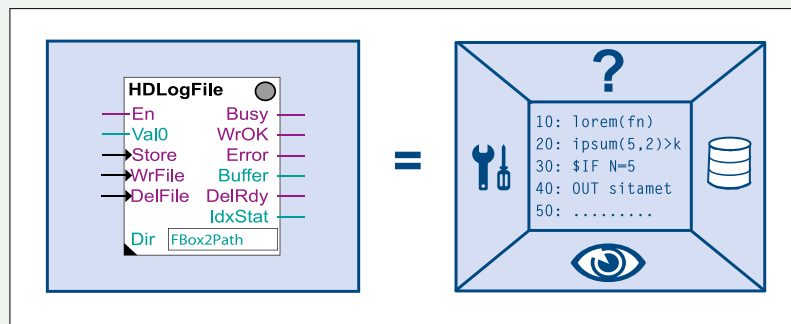 HDLogFile
En Busy
Val0 WrOK
Store Error
WrFile Buffer
DelFile DelRdy
IdxStat
Dir FBox2Path
=
?
10: lorem(fn)
20: ipsum(5,2)>k
30: $IF N=5
40: OUT sitamet
50: .........